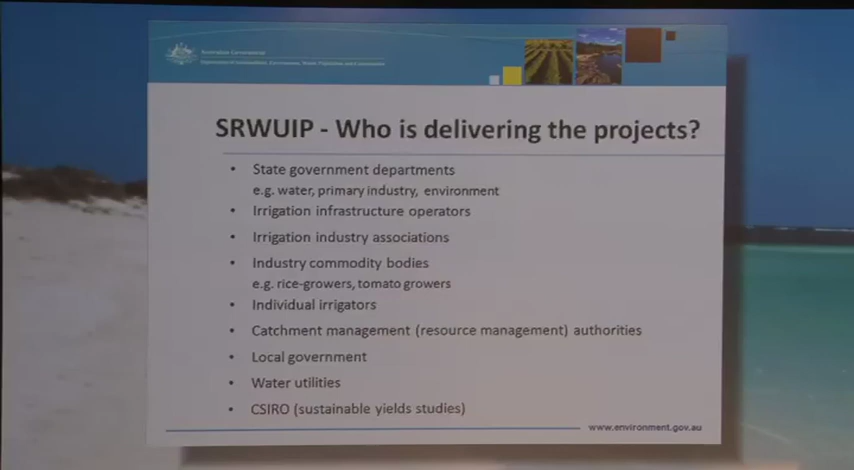 Australian Government
SRWUIP - Who is delivering the projects?
• State government departments
e.g. water, primary industry, environment
• Irrigation infrastructure operators
• Irrigation industry associations
• Industry commodity bodies
e.g. rice-growers, tomato growers
• Individual irrigators
• Catchment management (resource management) authorities
• Local government
• Water utilities
• CSIRO (sustainable yields studies)
www.environment.gov.au